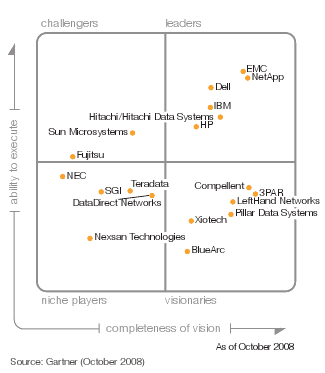 challengers
leaders
EMC
NetApp
Dell
IBM
Hitachi/Hitachi Data Systems
HP
Sun Microsystems
Fujitsu
NEC
SGI
Teradata
DataDirect Networks
Compellent
3PAR
LeftHand Networks
Pillar Data Systems
Xiotech
Nexsan Technologies
BlueArc
niche players
visionaries
ability to execute
completeness of vision
As of October 2008
Source: Gartner (October 2008)